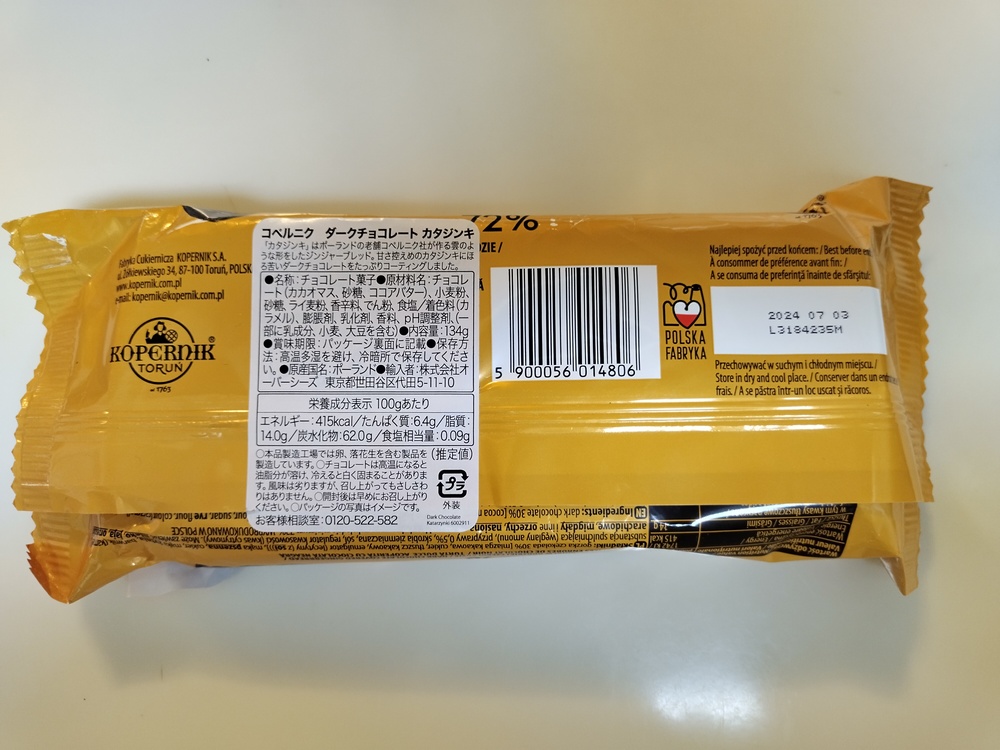 72%
Fabryka Cukiernicza KOPERNIK S.A.
ul. Żółkiewskiego 34, 87-100 Toruń, POLSK
www.kopernik.com.pl
e-mail: kopernik@kopernik.com.pl
KOPERNIK®
TORUŃ
1763
コペルニク ダークチョコレート カタジンキ
「カタジンキ」はポーランドの老舗コペルニク社が作る雲のよ
うな形をしたジンジャーブレッド。甘さ控えめのカタジンキにほ
ろ苦いダークチョコレートをたっぷりコーティングしました。
●名称:チョコレート菓子●原材料名:チョコレ
ート(カカオマス、砂糖、ココアバター)、小麦粉、
砂糖、ライ麦粉、香辛料、でん粉、食塩/着色料(カ
ラメル)、膨脹剤、乳化剤、香料、pH調整剤、(一
部に乳成分、小麦、大豆を含む)●内容量:134g
●賞味期限:パッケージ裏面に記載●保存方
法:高温多湿を避け、冷暗所で保存してくださ
い。●原産国名:ポーランド●輸入者:株式会社オ
ーバーシーズ 東京都世田谷区代田5-11-10
栄養成分表示 100gあたり
エネルギー:415kcal/たんぱく質:6.4g/脂質:
14.0g/炭水化物:62.0g/食塩相当量:0.09g
(推定値)
○本品製造工場では卵、落花生を含む製品を
製造しています。○チョコレートは高温になると
油脂分が溶け、冷えると白く固まることがありま
す。風味は劣りますが、召し上がってもさしさわ
りはありません。○開封後は早めにお召し上がり
ください。○パッケージの写真はイメージです。
お客様相談室:0120-522-582
プラ
外装
Dark Chocolate
Katarzynki 6002911
DZIE /
5 900056 014806
POLSKA
FABRYKA
Najlepiej spożyć przed końcem: / Best before en
À consommer de préférence avant fin: /
A se consuma de preferință înainte de sfârșitul:
2024 07 03
L3184235M
Przechowywać w suchym i chłodnym miejscu. /
Store in dry and cool place. / Conserver dans un endro
frais. / A se păstra într-un loc uscat și răcoros.
EN Ingredients: dark chocolate 30% [cocoa
arachidowe, migdały, inne orzechy, nasiona